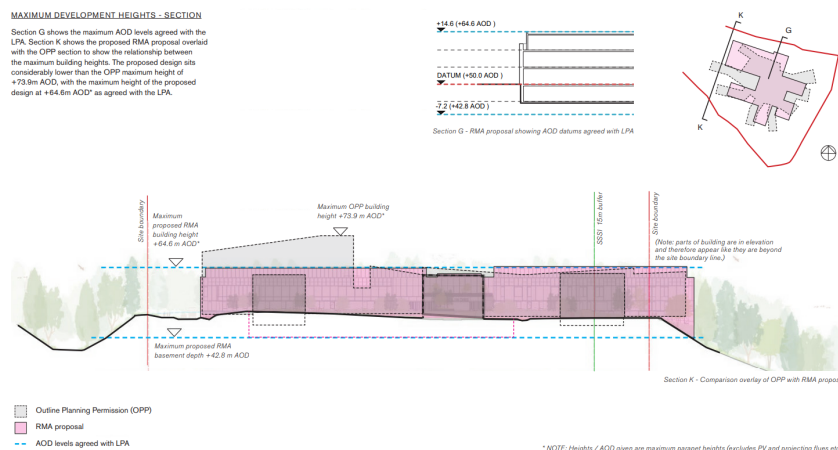 MAXIMUM DEVELOPMENT HEIGHTS - SECTION
Section G shows the maximum AOD levels agreed with the
LPA. Section K shows the proposed RMA proposal overlaid
with the OPP section to show the relationship between
the maximum building heights. The proposed design sits
considerably lower than the OPP maximum height of
+73.9m AOD, with the maximum height of the proposed
design at +64.6m AOD* as agreed with the LPA.
+14.6 (+64.6 AOD )
DATUM (+50.0 AOD )
-7.2 (+42.8 AOD )
Section G - RMA proposal showing AOD datums agreed with LPA
K
G
K
Site boundary
Maximum
proposed RMA
building height
+64.6 m AOD*
Maximum OPP building
height +73.9 m AOD*
SSSI 15m buffer
Site boundary
(Note: parts of building are in elevation
and therefore appear like they are beyond
the site boundary line.)
Maximum proposed RMA
basement depth +42.8 m AOD
Section K - Comparison overlay of OPP with RMA propos
Outline Planning Permission (OPP)
RMA proposal
AOD levels agreed with LPA
* NOTE: Heights / AOD given are maximum parapet heights (excludes PV and projecting flues etc